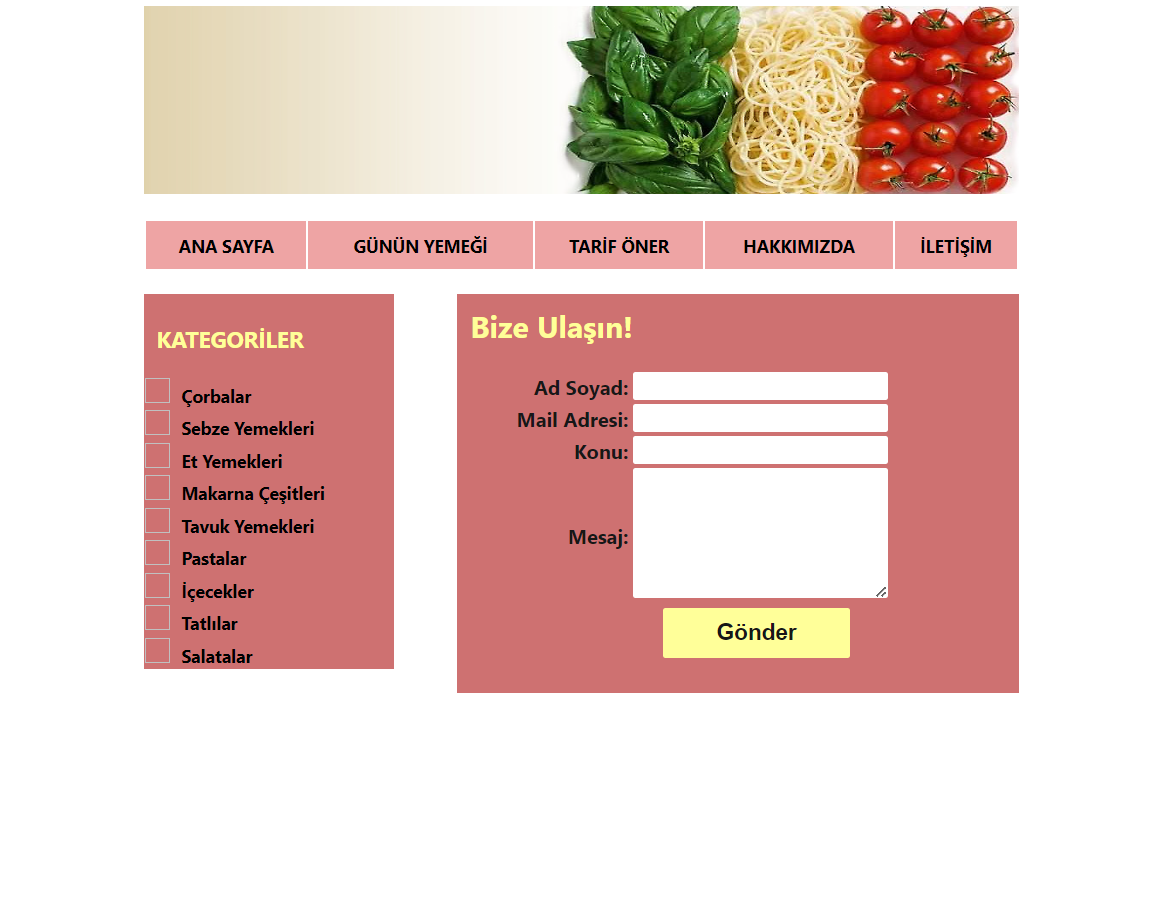 ANA SAYFA GÜNÜN YEMEĞİ TARİF ÖNER HAKKIMIZDA İLETİŞİM
KATEGORİLER
Çorbalar
Sebze Yemekleri
Et Yemekleri
Makarna Çeşitleri
Tavuk Yemekleri
Pastalar
İçecekler
Tatlılar
Salatalar
Bize Ulaşın!
Ad Soyad:
Mail Adresi:
Konu:
Mesaj:
Gönder